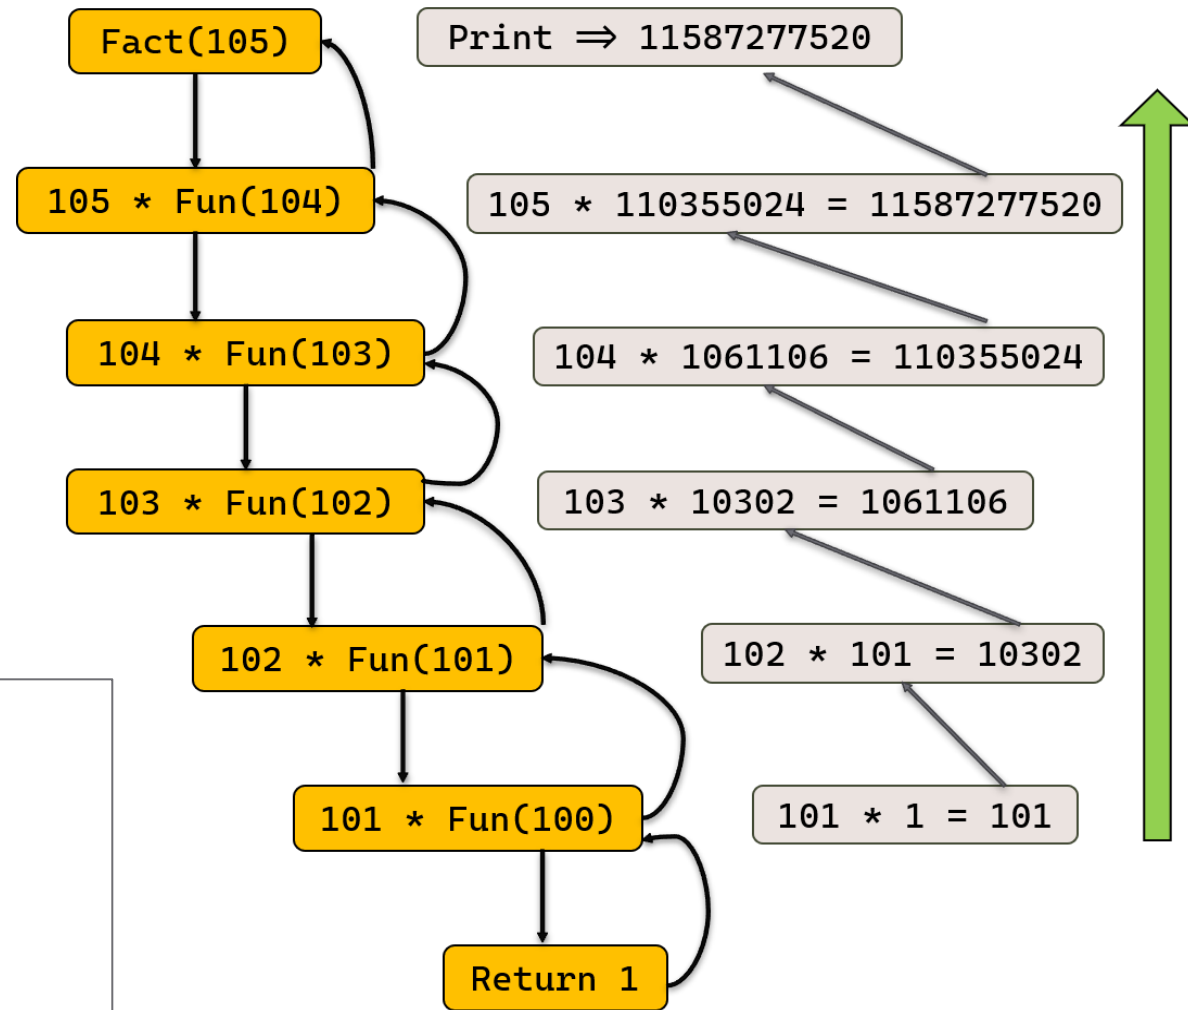 Fact(105)
Print ⇒ 11587277520
105 * Fun(104)
105 * 110355024 = 11587277520
104 * Fun(103)
104 * 1061106 = 110355024
103 * Fun(102)
103 * 10302 = 1061106
102 * Fun(101)
102 * 101 = 10302
101 * Fun(100)
101 * 1 = 101
Return 1